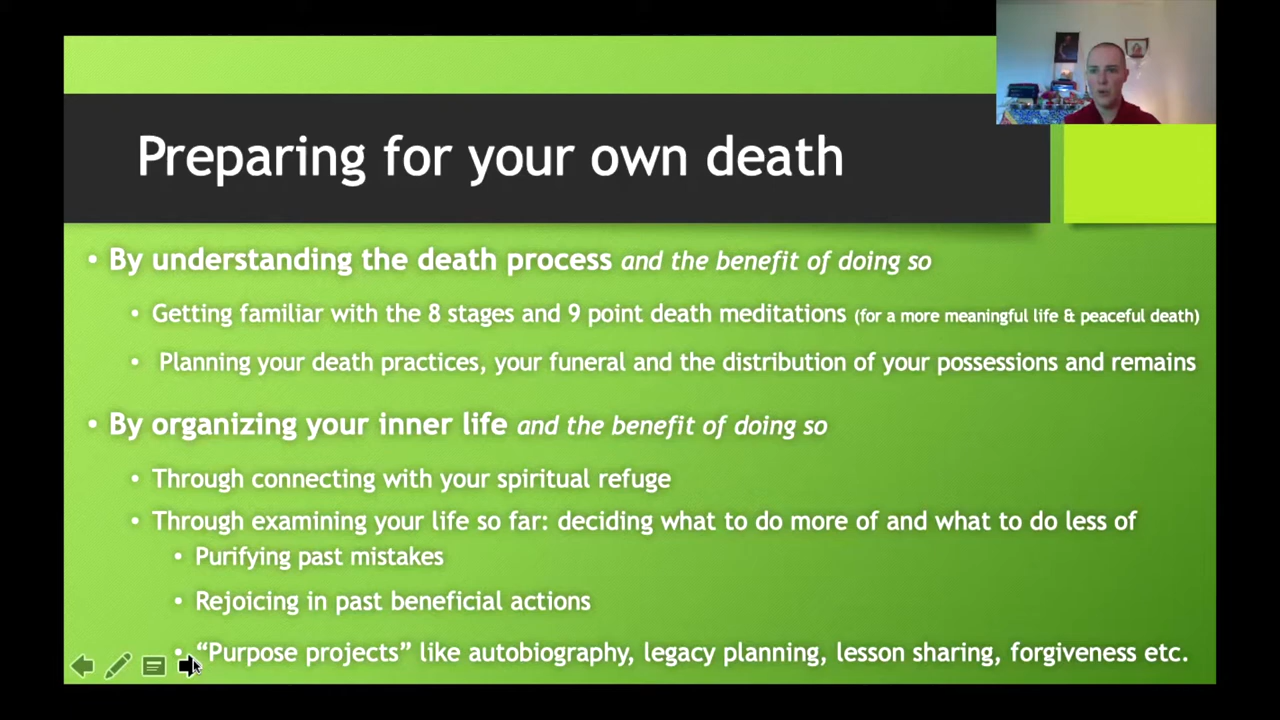 Preparing for your own death
• By understanding the death process and the benefit of doing so
• Getting familiar with the 8 stages and 9 point death meditations (for a more meaningful life & peaceful death)
• Planning your death practices, your funeral and the distribution of your possessions and remains
• By organizing your inner life and the benefit of doing so
• Through connecting with your spiritual refuge
• Through examining your life so far: deciding what to do more of and what to do less of
• Purifying past mistakes
• Rejoicing in past beneficial actions
• “Purpose projects” like autobiography, legacy planning, lesson sharing, forgiveness etc.